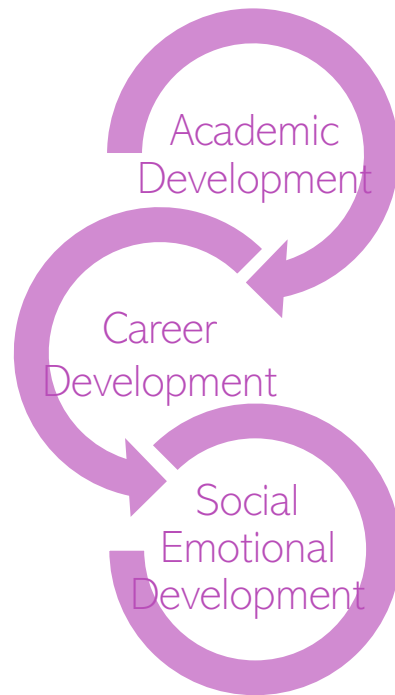 Academic
Development
Career
Development
Social
Emotional
Development